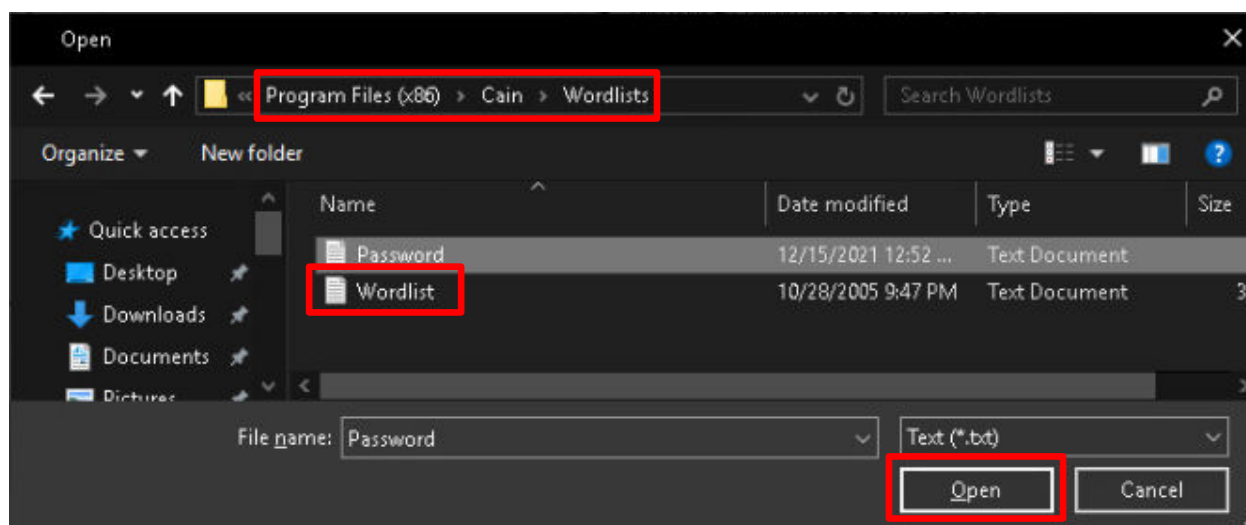 Open
« Program Files (x86) › Cain › Wordlists
Search Wordlists
Organize
New folder
Name
Date modified
Type
Size
Quick access
Desktop
Downloads
Documents
Pictures
Password
12/15/2021 12:52 ...
Text Document
Wordlist
10/28/2005 9:47 PM
Text Document
3
File name:
Password
Text (*.txt)
Open
Cancel